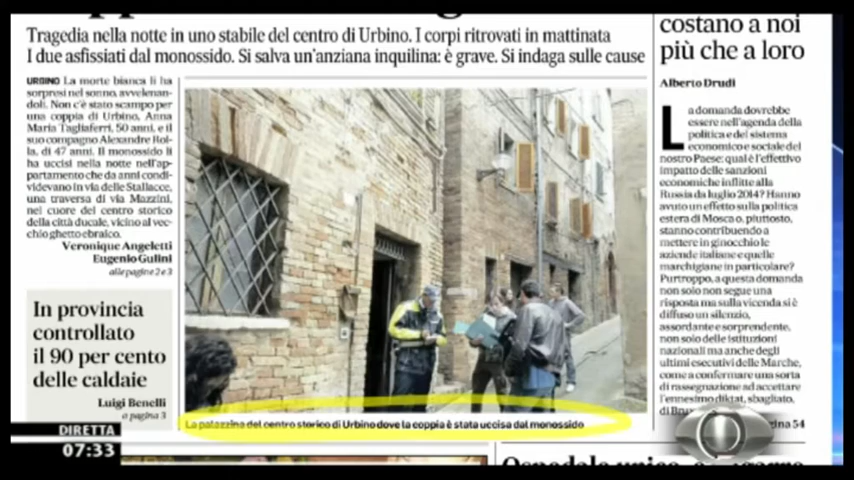 Tragedia nella notte in uno stabile del centro di Urbino. I corpi ritrovati in mattinata
I due asfissiati dal monossido. Si salva un'anziana inquilina: è grave. Si indaga sulle cause
URBINO La morte bianca li ha
sorpresi nel sonno, avvelenan-
doli. Non c'è stato scampo per
una coppia di Urbino, Anna
Maria Tagliaferri, 50 anni, e il
suo compagno Alexandre Rol-
la, di 47 anni. Il monossido li
ha uccisi nella notte nell'ap-
partamento che da anni condi-
videvano in via delle Stallacce,
una traversa di via Mazzini,
nel cuore del centro storico
della città ducale, vicino al vec-
chio ghetto ebraico.
Veronique Angeletti
Eugenio Gulini
alle pagine 2 e 3
In provincia
controllato
il 90 per cento
delle caldaie
Luigi Benelli
a pagina 3
La palazzina del centro storico di Urbino dove la coppia è stata uccisa dal monossido
costano a noi
più che a loro
Alberto Drudi
La domanda dovrebbe
essere nell'agenda della
politica e del sistema
economico e sociale del
nostro Paese: qual è l'effettivo
impatto delle sanzioni
economiche inflitte alla
Russia da luglio 2014? Hanno
avuto un effetto sulla politica
estera di Mosca o, piuttosto,
stanno contribuendo a
mettere in ginocchio le
aziende italiane e quelle
marchigiane in particolare?
Purtroppo, a questa domanda
non solo non segue una
risposta ma sulla vicenda si è
diffuso un silenzio,
assordante e sorprendente,
non solo delle istituzioni
nazionali ma anche degli
ultimi esecutivi delle Marche,
come a confermare una sorta
di rassegnazione ad accettare
l'ennesimo diktat, sbagliato,
di
54
DIRETTA
07:33